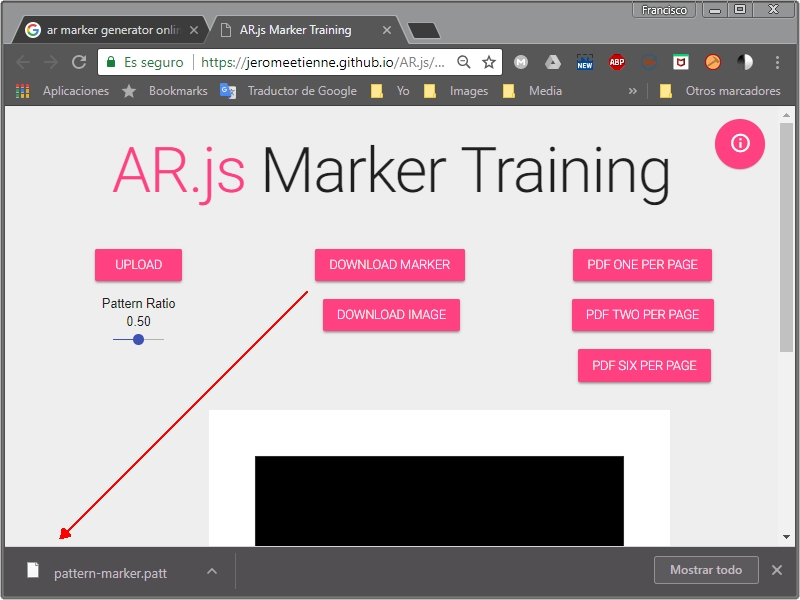 Francisco
ar marker generator onlin
AR.js Marker Training
Es seguro
https://jeromeetienne.github.io/AR.js/...
NEW
ABP
Aplicaciones
Bookmarks
Traductor de Google
Yo
Images
Media
»
Otros marcadores
AR.js Marker Training
UPLOAD
DOWNLOAD MARKER
PDF ONE PER PAGE
Pattern Ratio
0.50
DOWNLOAD IMAGE
PDF TWO PER PAGE
PDF SIX PER PAGE
pattern-marker.patt
Mostrar todo